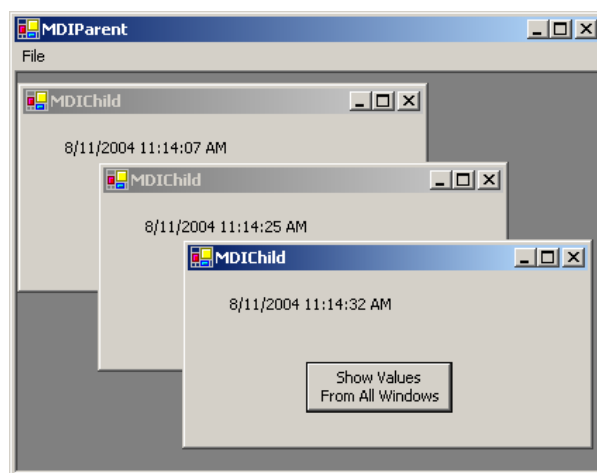 MDIParent
File
MDIChild
8/11/2004 11:14:07 AM
MDIChild
8/11/2004 11:14:25 AM
MDIChild
8/11/2004 11:14:32 AM
Show Values
From All Windows